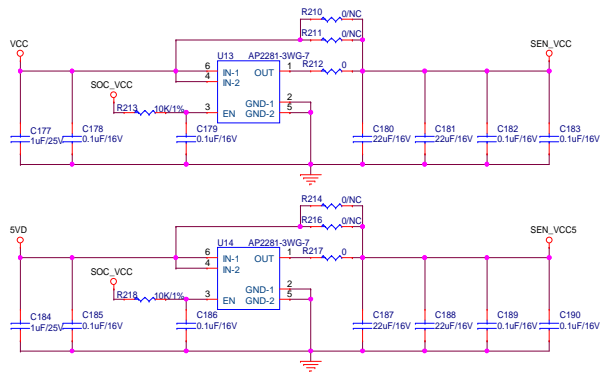 R210 0/NC
R211 0/NC
VCC
SEN_VCC
U13 AP2281-3WG-7
6 IN-1 OUT 1 R212 0
4 IN-2
SOC_VCC
R213 10K/1%
3 EN
GND-1 2
GND-2 5
C177
1uF/25V
C178
0.1uF/16V
C179
0.1uF/16V
C180
22uF/16V
C181
22uF/16V
C182
0.1uF/16V
C183
0.1uF/16V
R214 0/NC
R216 0/NC
5VD
SEN_VCC5
U14 AP2281-3WG-7
6 IN-1 OUT 1 R217 0
4 IN-2
SOC_VCC
R218 10K/1%
3 EN
GND-1 2
GND-2 5
C184
1uF/25V
C185
0.1uF/16V
C186
0.1uF/16V
C187
22uF/16V
C188
22uF/16V
C189
0.1uF/16V
C190
0.1uF/16V